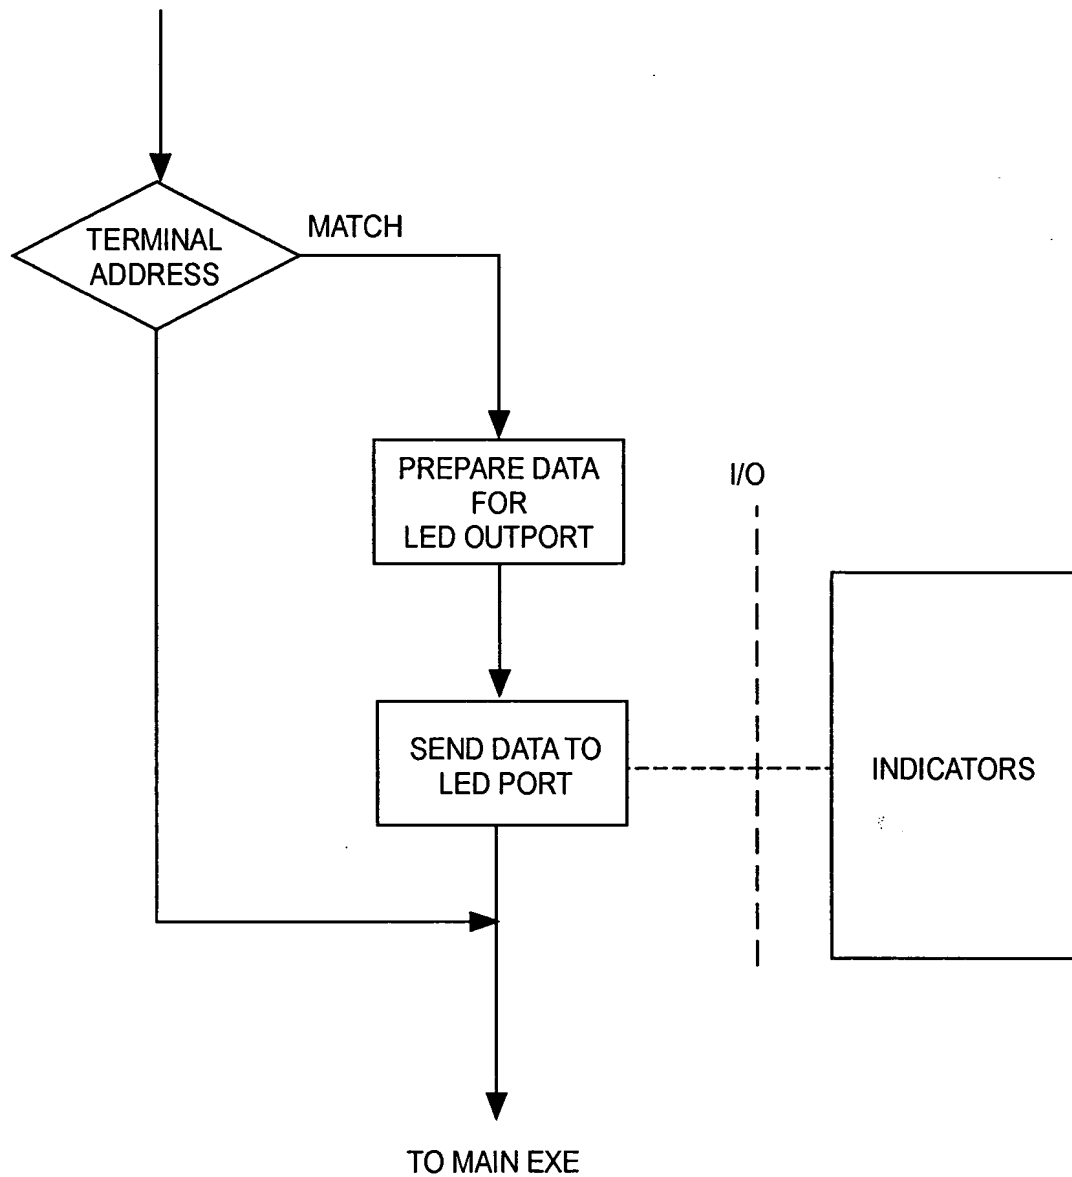 MATCH
TERMINAL
ADDRESS
PREPARE DATA
FOR
LED OUTPORT
I/O
SEND DATA TO
LED PORT
INDICATORS
TO MAIN EXE